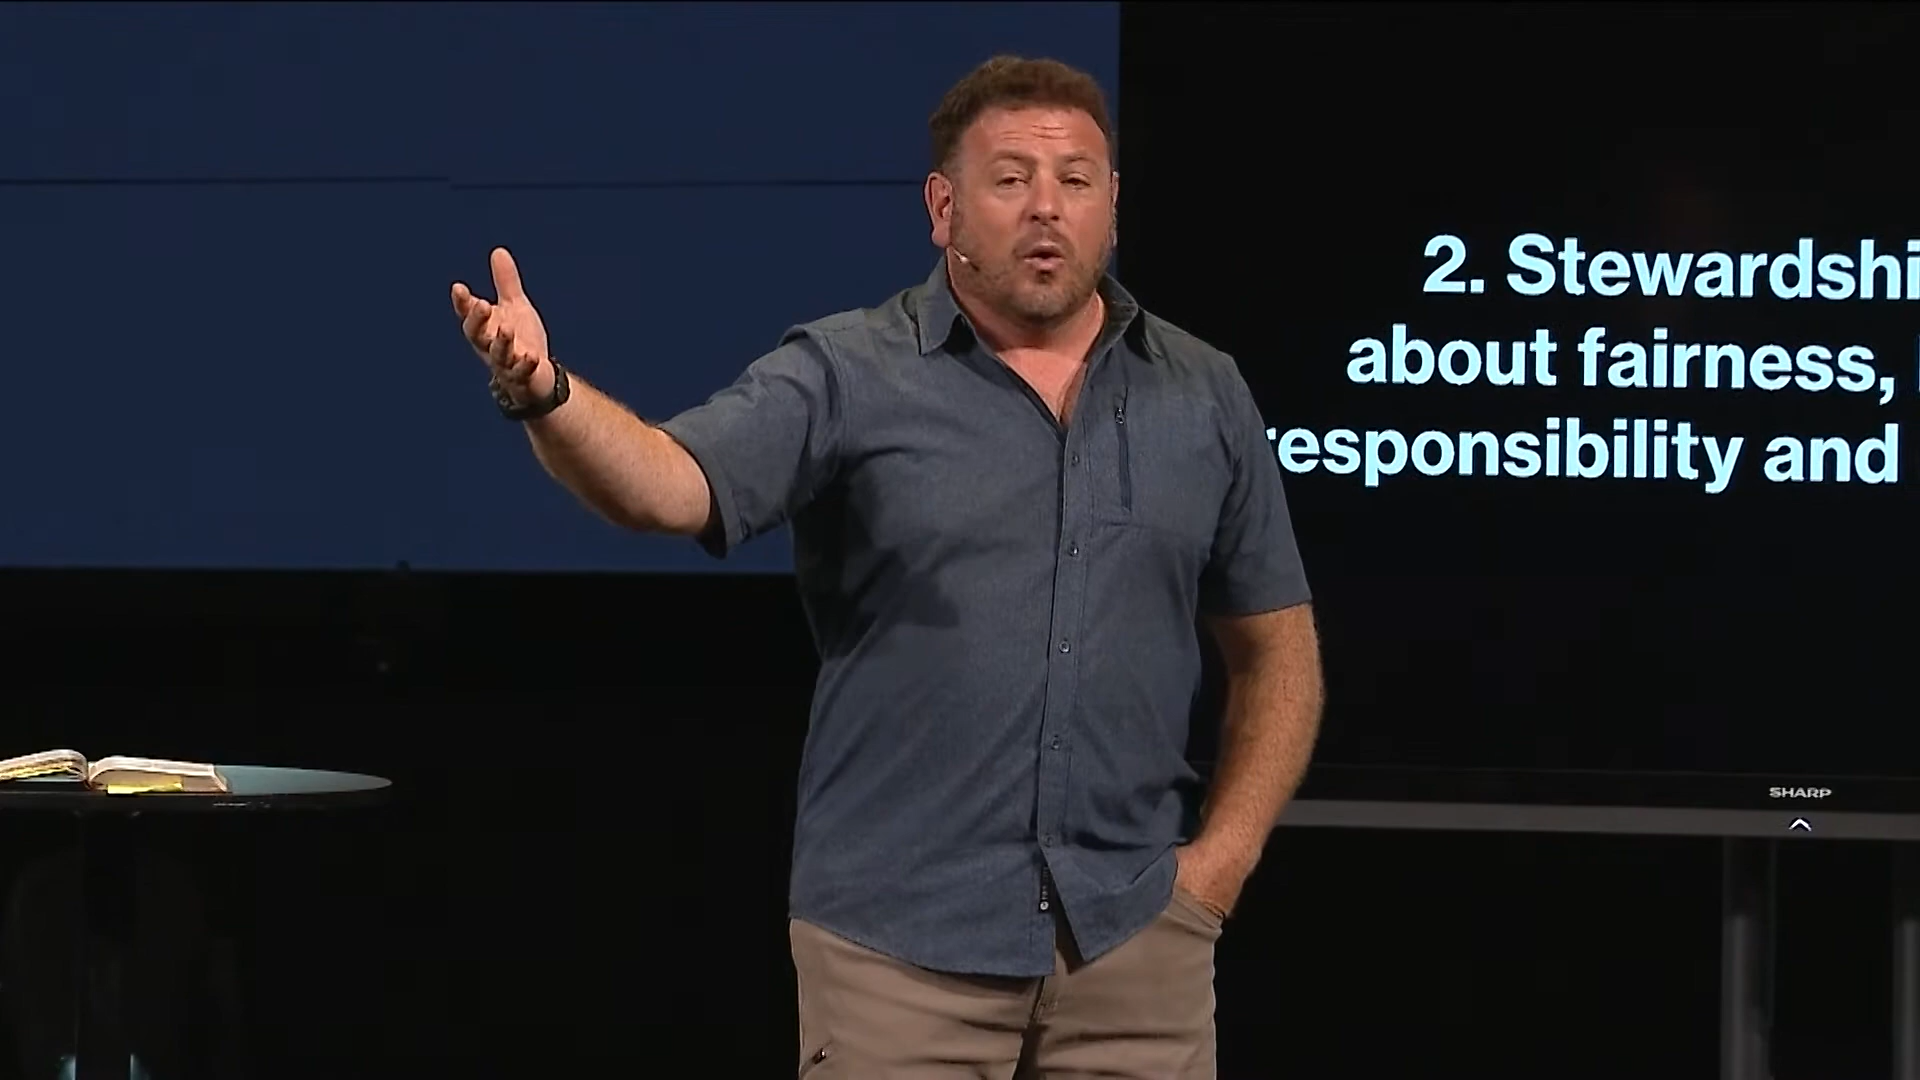 2. Stewardshi
about fairness,
responsibility and
SHARP